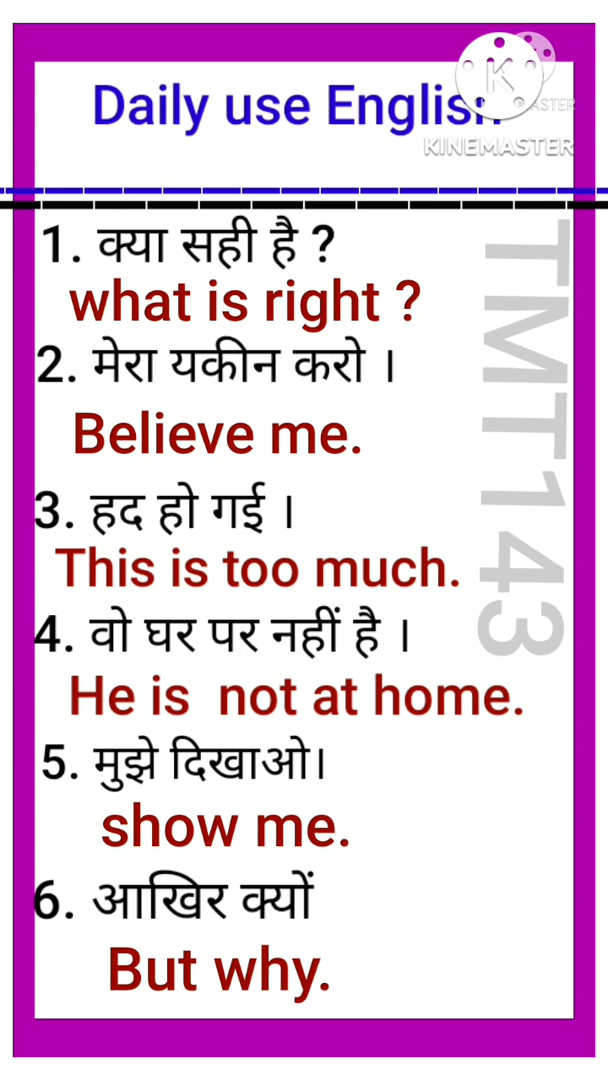 Daily use English
KINEMASTER
1. क्या सही है ?
what is right ?
2. मेरा यकीन करो ।
Believe me.
3. हद हो गई ।
This is too much.
4. वो घर पर नहीं है ।
He is not at home.
5. मुझे दिखाओ।
show me.
6. आखिर क्यों
But why.
TMT143